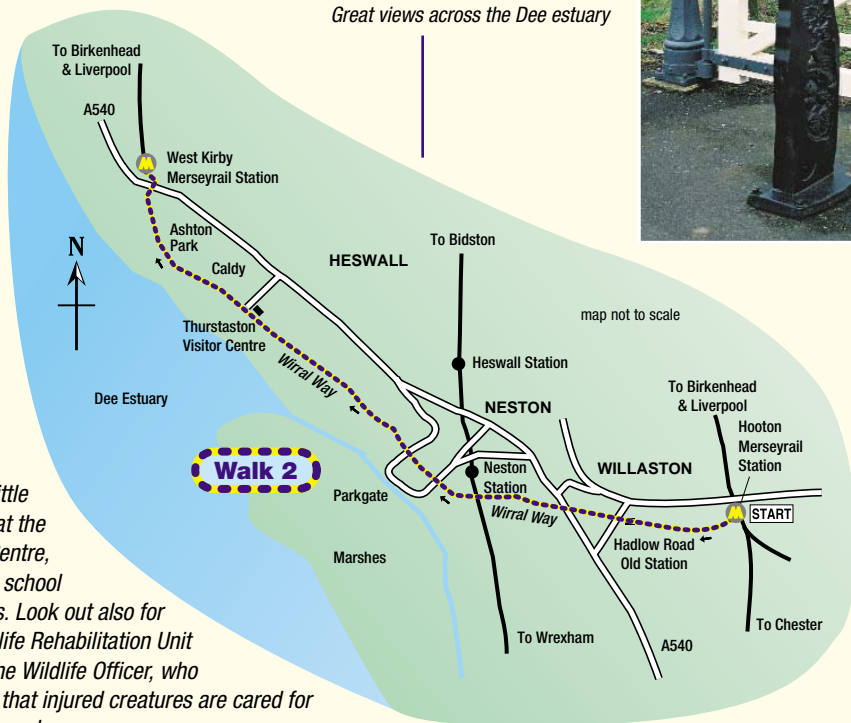 Great views across the Dee estuary
To Birkenhead
& Liverpool
A540
West Kirby
Merseyrail Station
Ashton
Park
N
Caldy
HESWALL
To Bidston
map not to scale
Thurstaston
Visitor Centre
Wirral Way
Heswall Station
Dee Estuary
NESTON
To Birkenhead
& Liverpool
Hooton
Merseyrail
Station
WILLASTON
Walk 2
Neston
Station
Parkgate
START
Wirral Way
Hadlow Road
Old Station
Marshes
To Chester
To Wrexham
A540
ittle
at the
entre,
school
s. Look out also for
life Rehabilitation Unit
he Wildlife Officer, who
that injured creatures are cared for